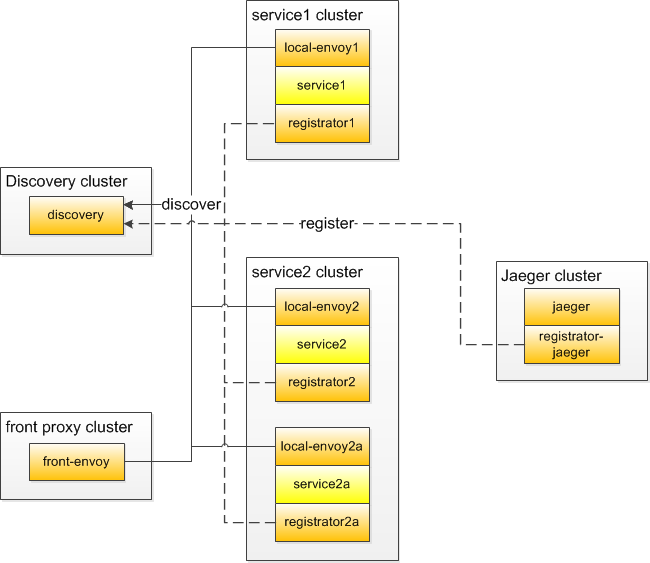 service1 cluster
local-envoy1
service1
registrator1
Discovery cluster
discovery
discover
register
service2 cluster
local-envoy2
service2
registrator2
local-envoy2a
service2a
registrator2a
Jaeger cluster
jaeger
registrator-
jaeger
front proxy cluster
front-envoy